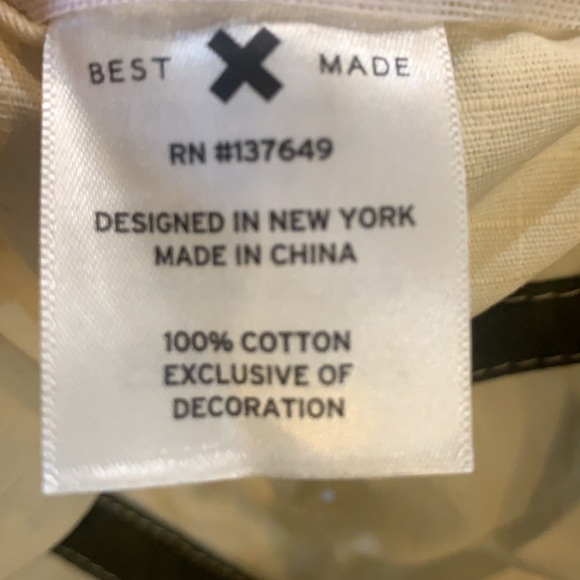 BEST MADE
RN #137649
DESIGNED IN NEW YORK
MADE IN CHINA
100% COTTON
EXCLUSIVE OF
DECORATION